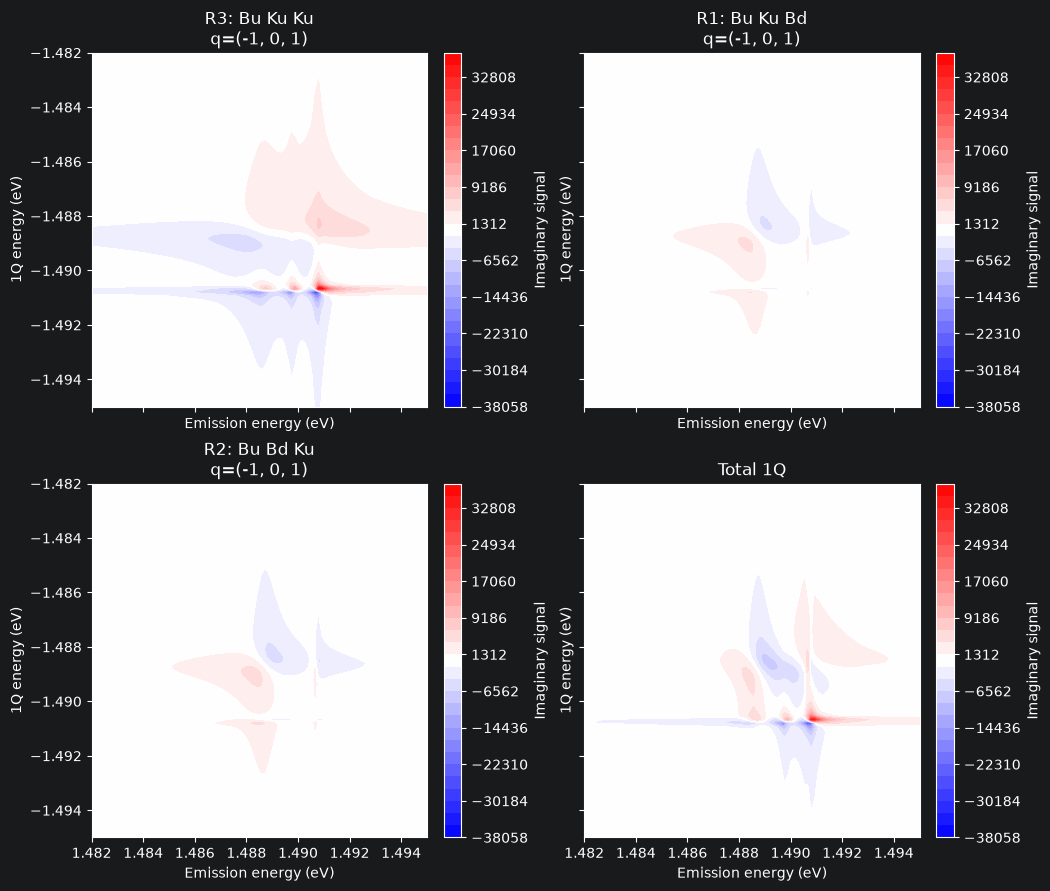 R3: Bu Ku Ku
q=(-1, 0, 1)
−1.482
−1.484
−1.486
−1.488
−1.490
−1.492
−1.494
1Q energy (eV)
Emission energy (eV)
32808
24934
17060
9186
1312
−6562
−14436
−22310
−30184
−38058
Imaginary signal
R1: Bu Ku Bd
q=(-1, 0, 1)
1Q energy (eV)
Emission energy (eV)
32808
24934
17060
9186
1312
−6562
−14436
−22310
−30184
−38058
Imaginary signal
R2: Bu Bd Ku
q=(-1, 0, 1)
−1.482
−1.484
−1.486
−1.488
−1.490
−1.492
−1.494
1Q energy (eV)
1.482 1.484 1.486 1.488 1.490 1.492 1.494
Emission energy (eV)
32808
24934
17060
9186
1312
−6562
−14436
−22310
−30184
−38058
Imaginary signal
Total 1Q
1Q energy (eV)
1.482 1.484 1.486 1.488 1.490 1.492 1.494
Emission energy (eV)
32808
24934
17060
9186
1312
−6562
−14436
−22310
−30184
−38058
Imaginary signal